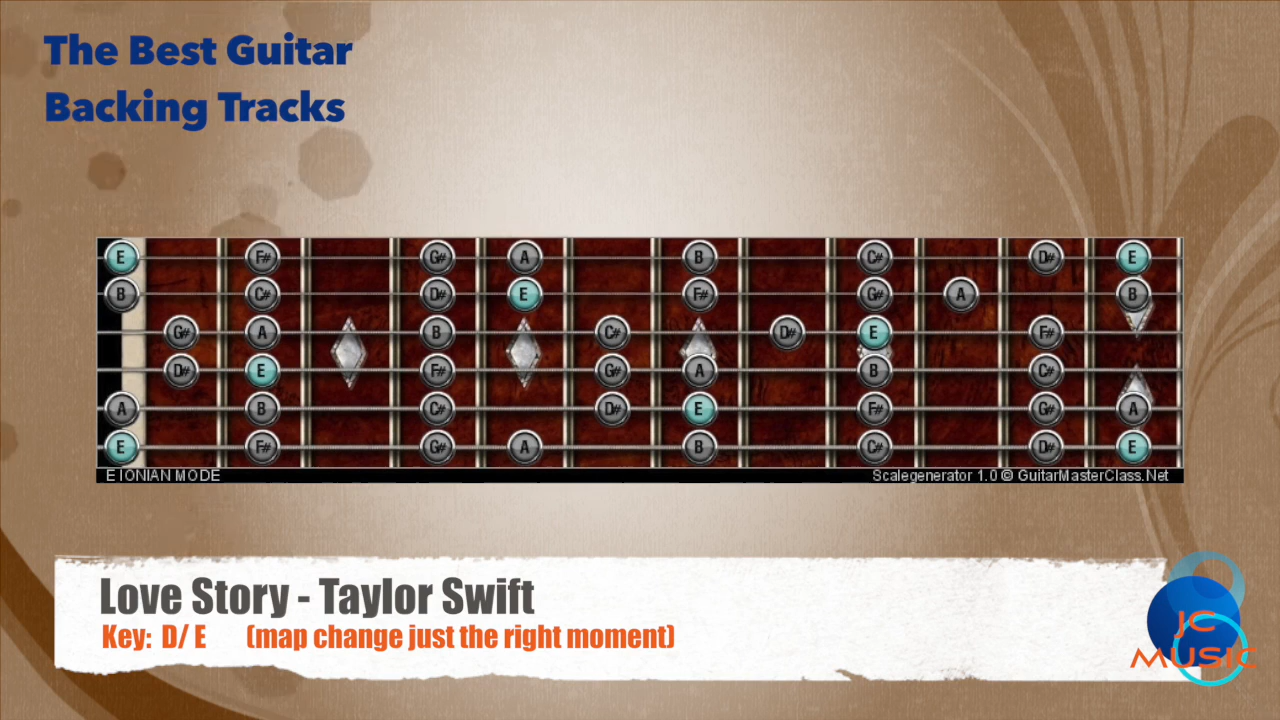 The Best Guitar
Backing Tracks
E F# G# A B C# D# E
B C# D# E F# G# A B
G# A B C# D# E F#
D# E F# G# A B C#
A B C# D# E F# G# A
E F# G# A B C# D# E
E IONIAN MODE
Scalegenerator 1.0 © GuitarMasterClass.Net
Love Story - Taylor Swift
Key: D/ E (map change just the right moment)
JC
MUSIC